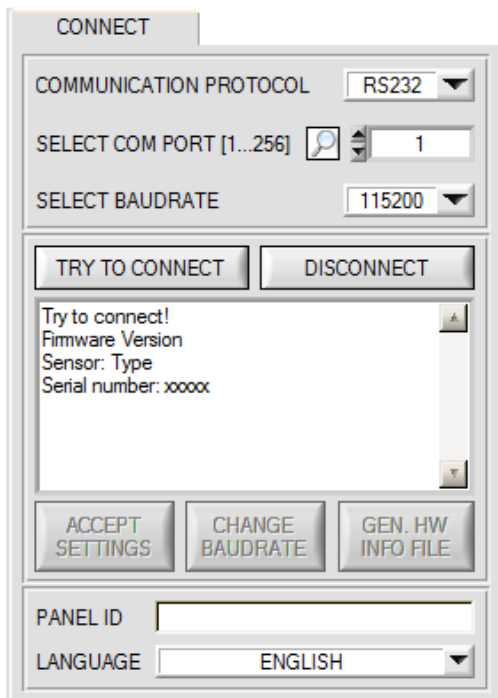 CONNECT
COMMUNICATION PROTOCOL RS232
SELECT COM PORT [1...256] 1
SELECT BAUDRATE 115200
TRY TO CONNECT DISCONNECT
Try to connect!
Firmware Version
Sensor: Type
Serial number: xxxxx
ACCEPT SETTINGS CHANGE BAUDRATE GEN. HW INFO FILE
PANEL ID
LANGUAGE ENGLISH